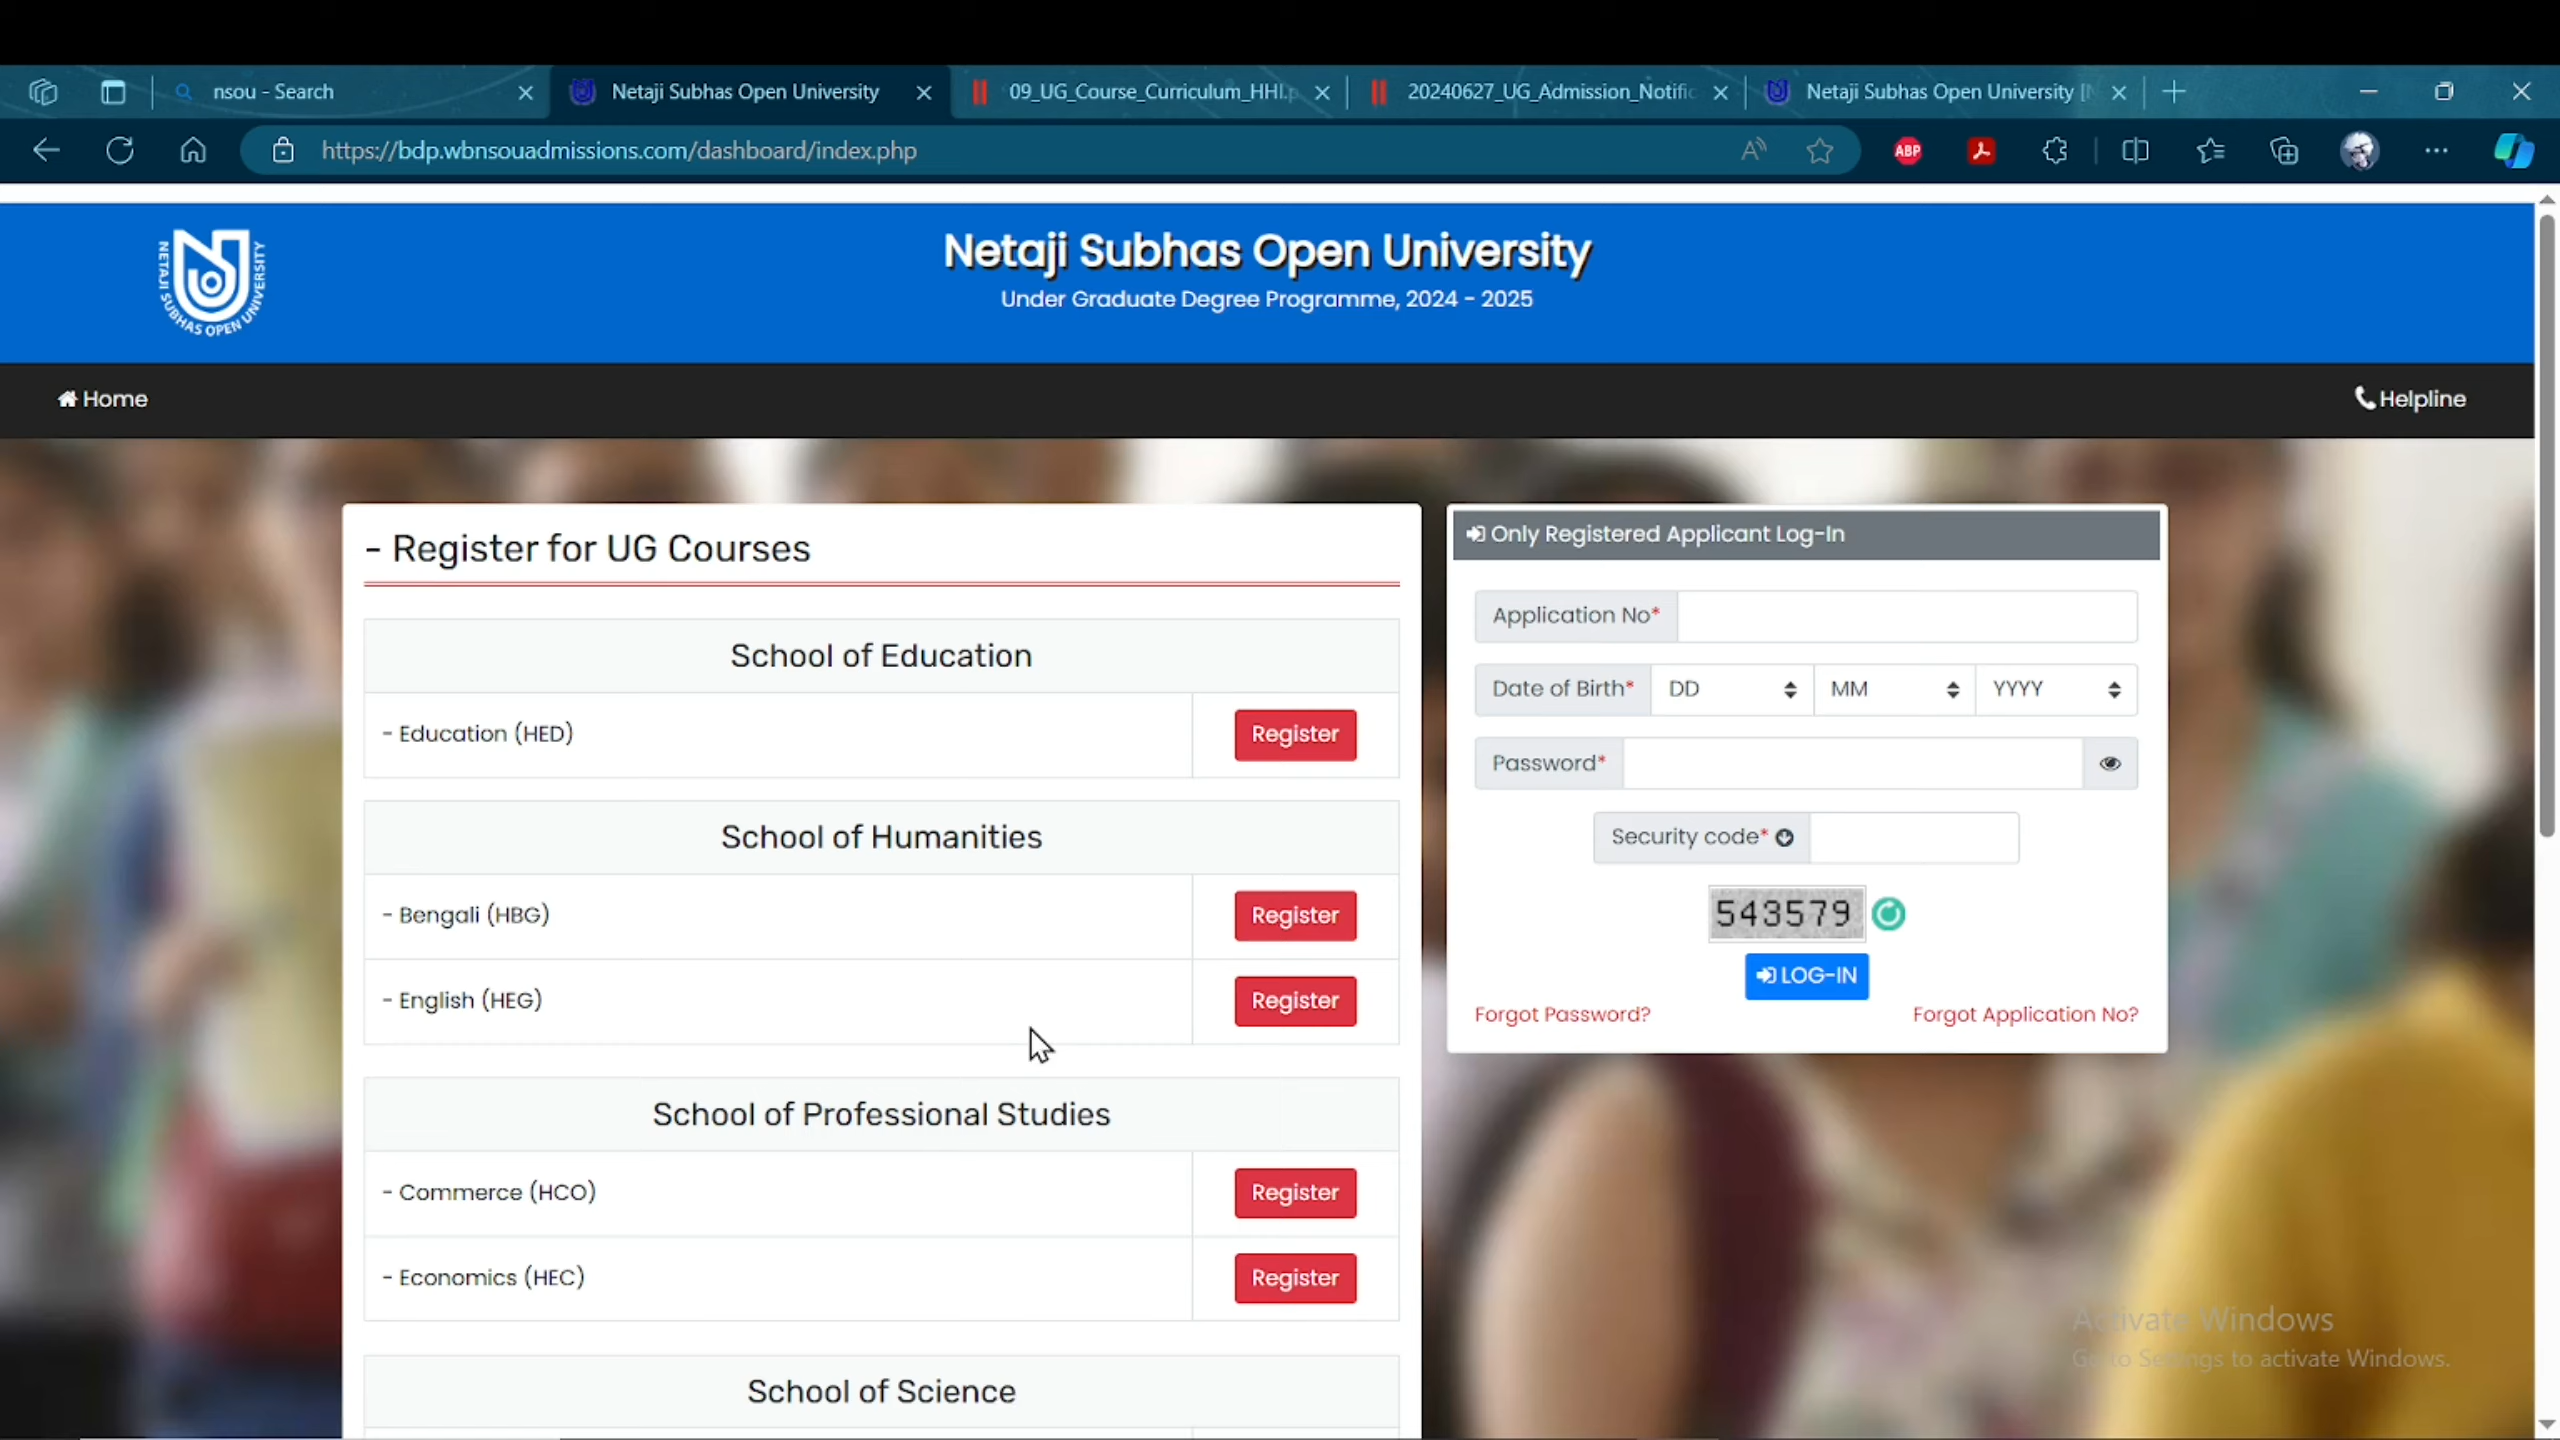 nsou - Search
Netaji Subhas Open University
09_UG_Course_Curriculum_HHI.p
20240627_UG_Admission_Notific
Netaji Subhas Open University [N
https://bdp.wbnsouadmissions.com/dashboard/index.php
ABP
NETAJI SUBHAS OPEN UNIVERSITY
Netaji Subhas Open University
Under Graduate Degree Programme, 2024 - 2025
Home
Helpline
- Register for UG Courses
School of Education
- Education (HED)
Register
School of Humanities
- Bengali (HBG)
Register
- English (HEG)
Register
School of Professional Studies
- Commerce (HCO)
Register
- Economics (HEC)
Register
School of Science
Only Registered Applicant Log-In
Application No*
Date of Birth* DD MM YYYY
Password*
Security code*
543579
LOG-IN
Forgot Password? Forgot Application No?
Activate Windows
Go to Settings to activate Windows.